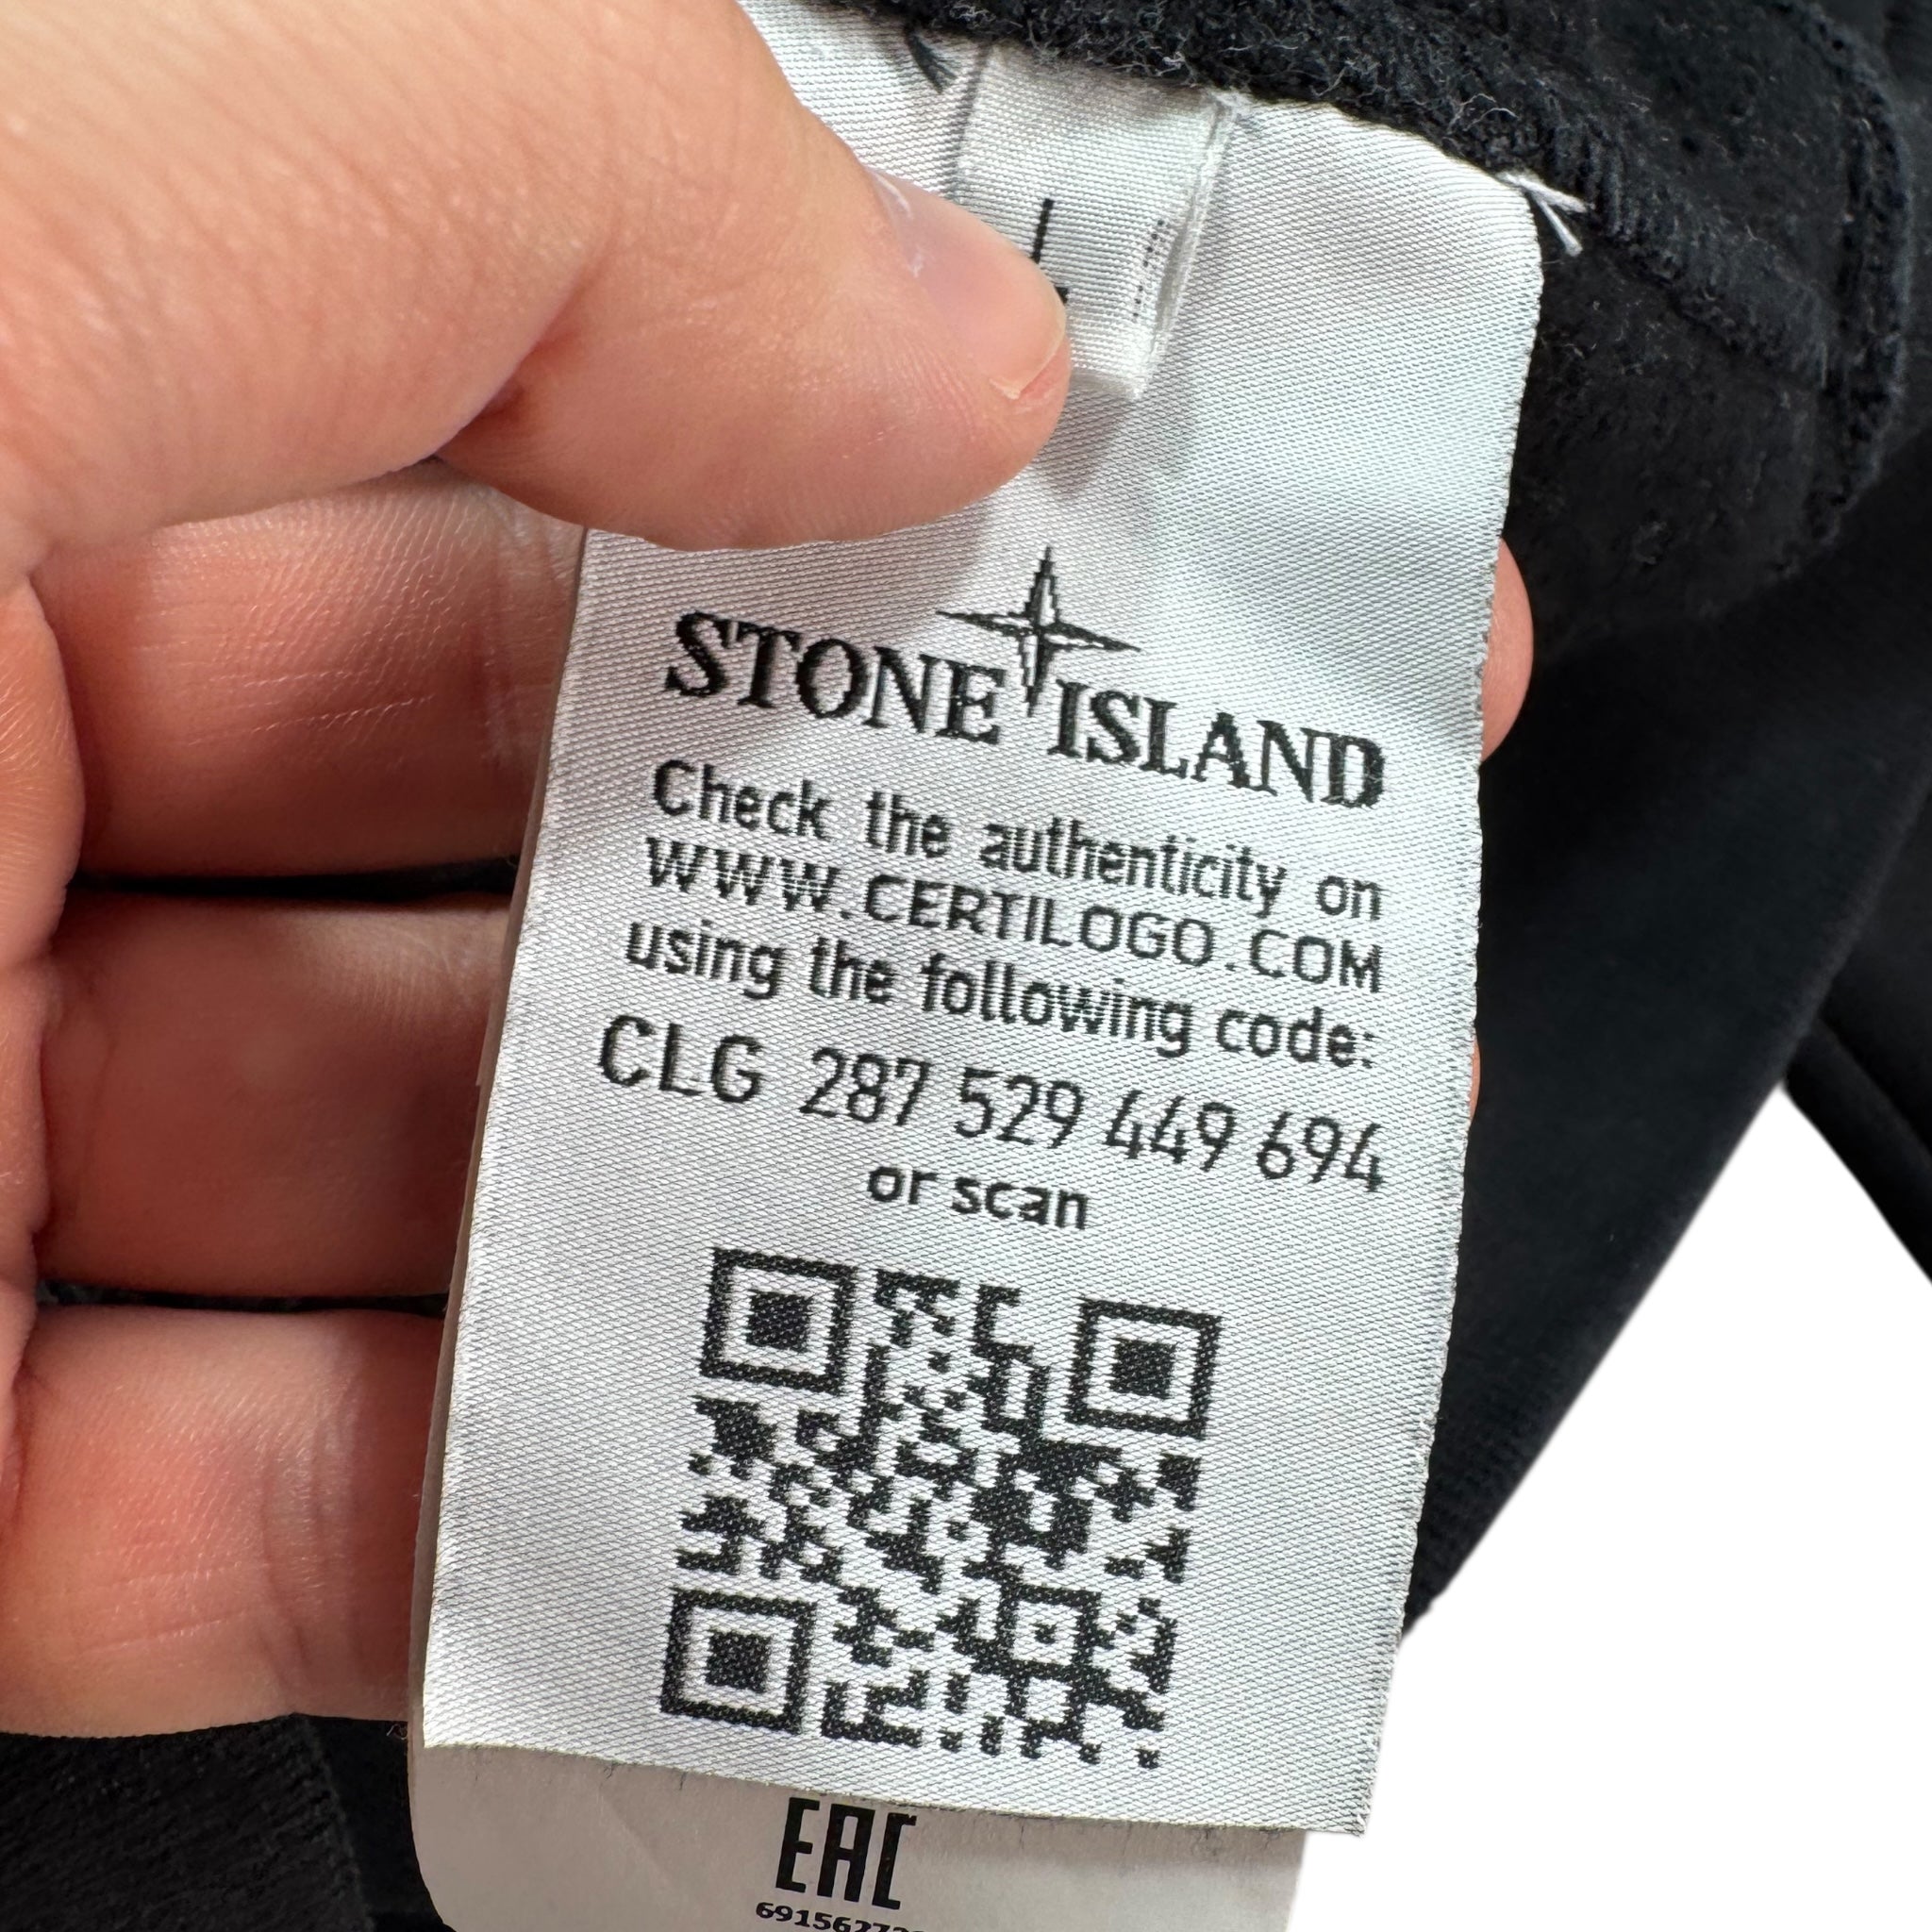 STONE ISLAND
Check the authenticity on
WWW.CERTILOGO.COM
using the following code:
CLG 287 529 449 694
or scan
EAC